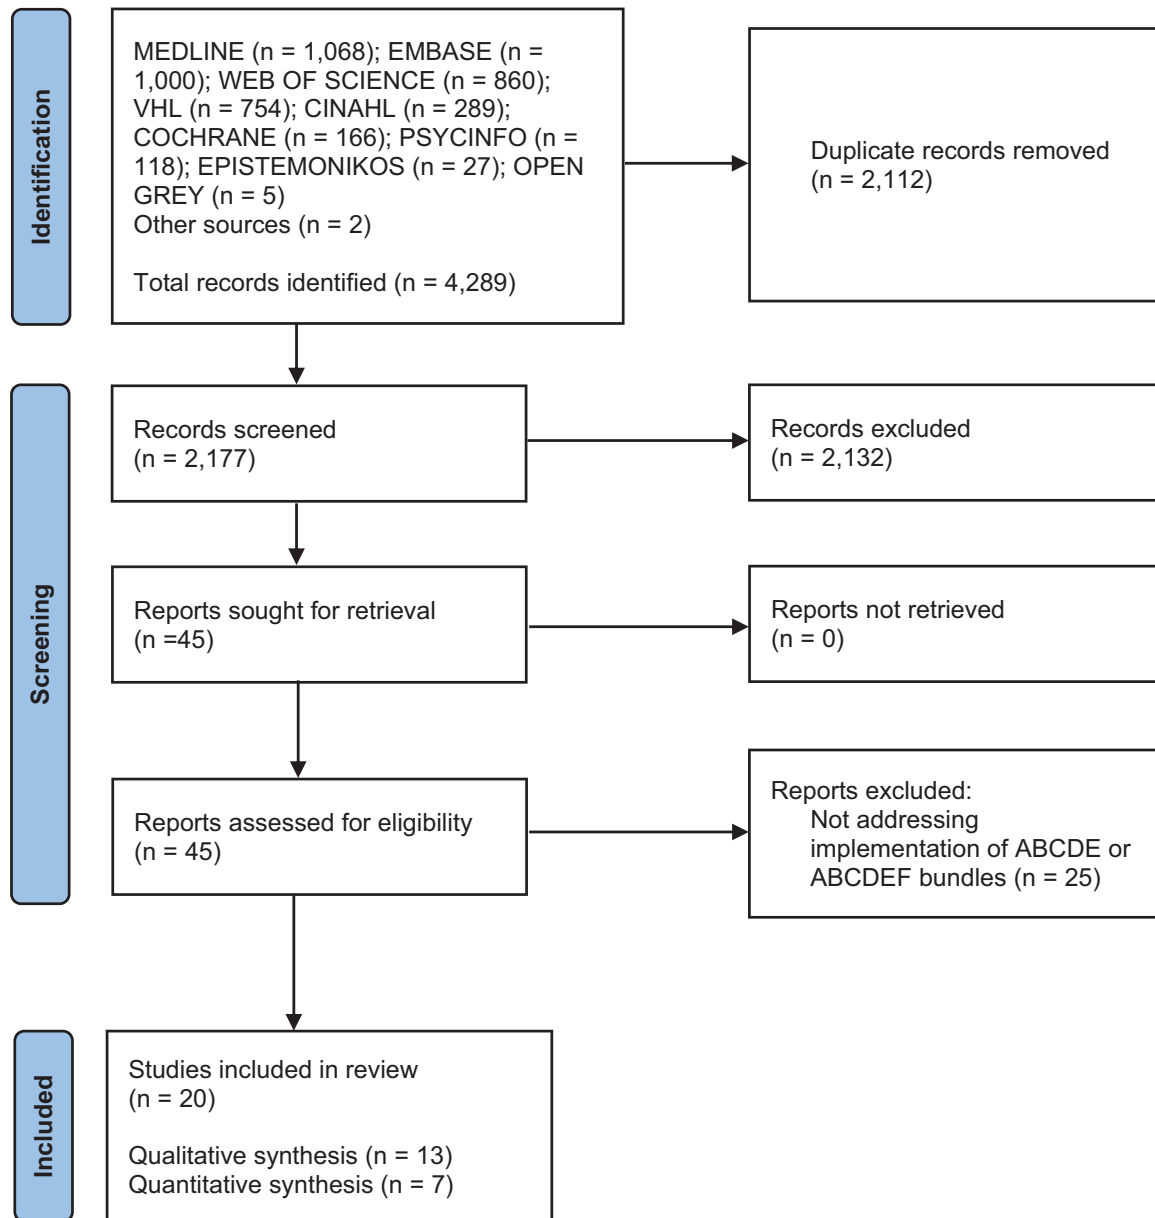 Identification
MEDLINE (n = 1,068); EMBASE (n =
1,000); WEB OF SCIENCE (n = 860);
VHL (n = 754); CINAHL (n = 289);
COCHRANE (n = 166); PSYCINFO (n =
118); EPISTEMONIKOS (n = 27); OPEN
GREY (n = 5)
Other sources (n = 2)
Total records identified (n = 4,289)
Duplicate records removed
(n = 2,112)
Screening
Records screened
(n = 2,177)
Records excluded
(n = 2,132)
Reports sought for retrieval
(n =45)
Reports not retrieved
(n = 0)
Reports assessed for eligibility
(n = 45)
Reports excluded:
Not addressing
implementation of ABCDE or
ABCDEF bundles (n = 25)
Included
Studies included in review
(n = 20)
Qualitative synthesis (n = 13)
Quantitative synthesis (n = 7)